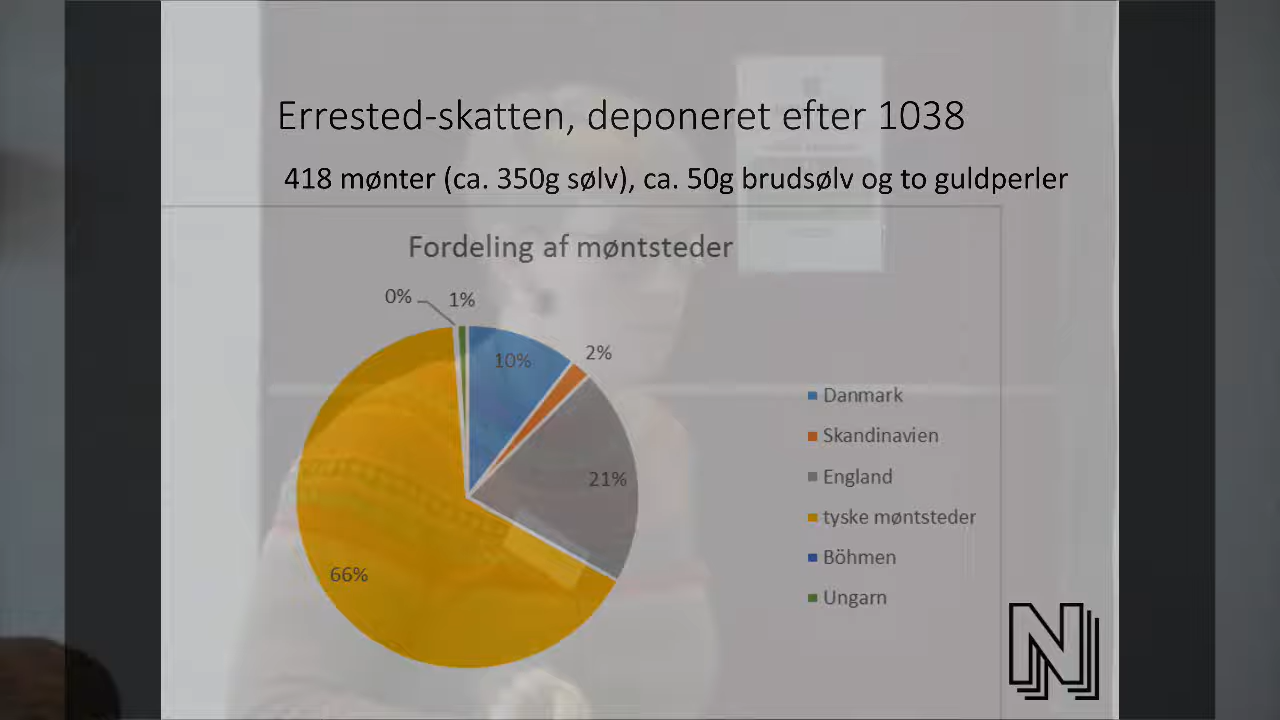 Errested-skatten, deponeret efter 1038
418 mønter (ca. 350g sølv), ca. 50g brudsølv og to guldperler
Fordeling af møntsteder
0%
1%
10%
2%
21%
66%
Danmark
Skandinavien
England
tyske møntsteder
Böhmen
Ungarn
N